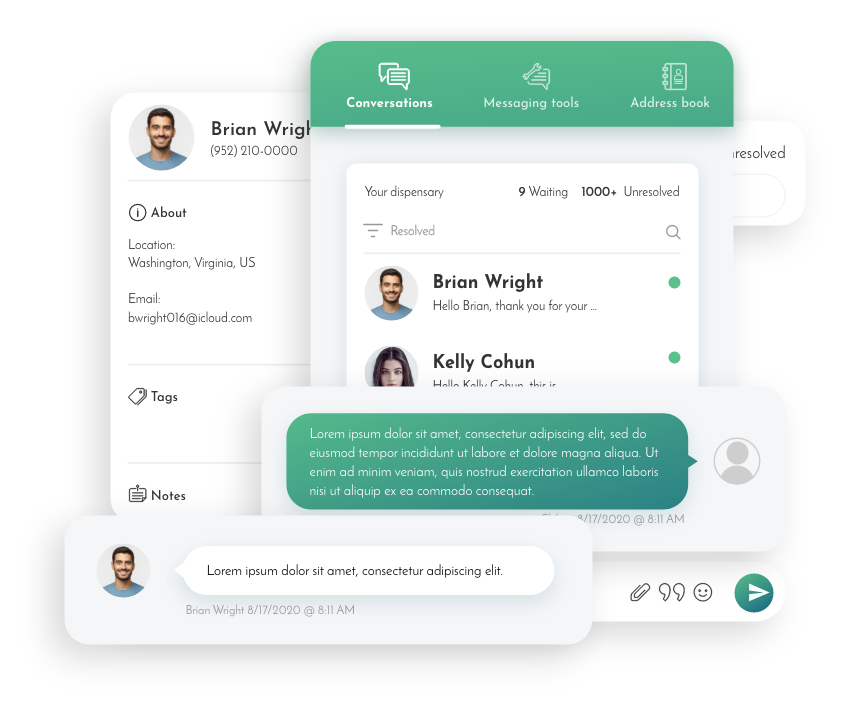 Conversations
Messaging tools
Address book
Brian Wrigh
(952) 210-0000
About
Location:
Washington, Virginia, US
Email:
bwright016@icloud.com
Tags
Notes
Your dispensary
9 Waiting
1000+ Unresolved
Resolved
Brian Wright
Hello Brian, thank you for your ...
Kelly Cohun
Hello Kelly Cohun, this is
Lorem ipsum dolor sit amet, consectetur adipiscing elit, sed do
eiusmod tempor incididunt ut labore et dolore magna aliqua. Ut
enim ad minim veniam, quis nostrud exercitation ullamco laboris
nisi ut aliquip ex ea commodo consequat.
8/17/2020 @ 8:11 AM
Lorem ipsum dolor sit amet, consectetur adipiscing elit.
Brian Wright 8/17/2020 @ 8:11 AM
resolved